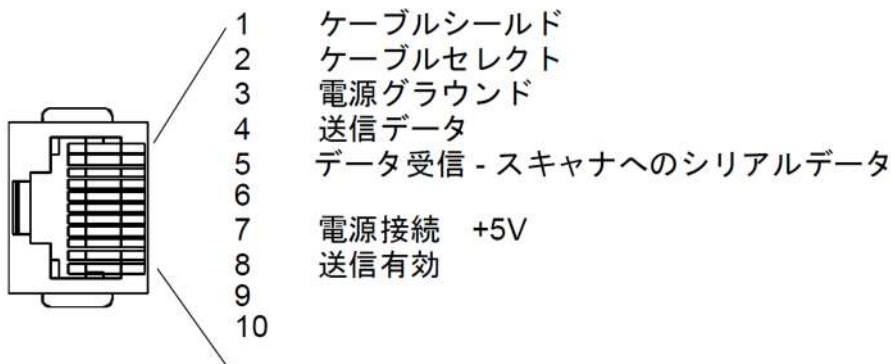 1 ケーブルシールド
2 ケーブルセレクト
3 電源グラウンド
4 送信データ
5 データ受信 - スキャナへのシリアルデータ
6
7 電源接続 +5V
8 送信有効
9
10